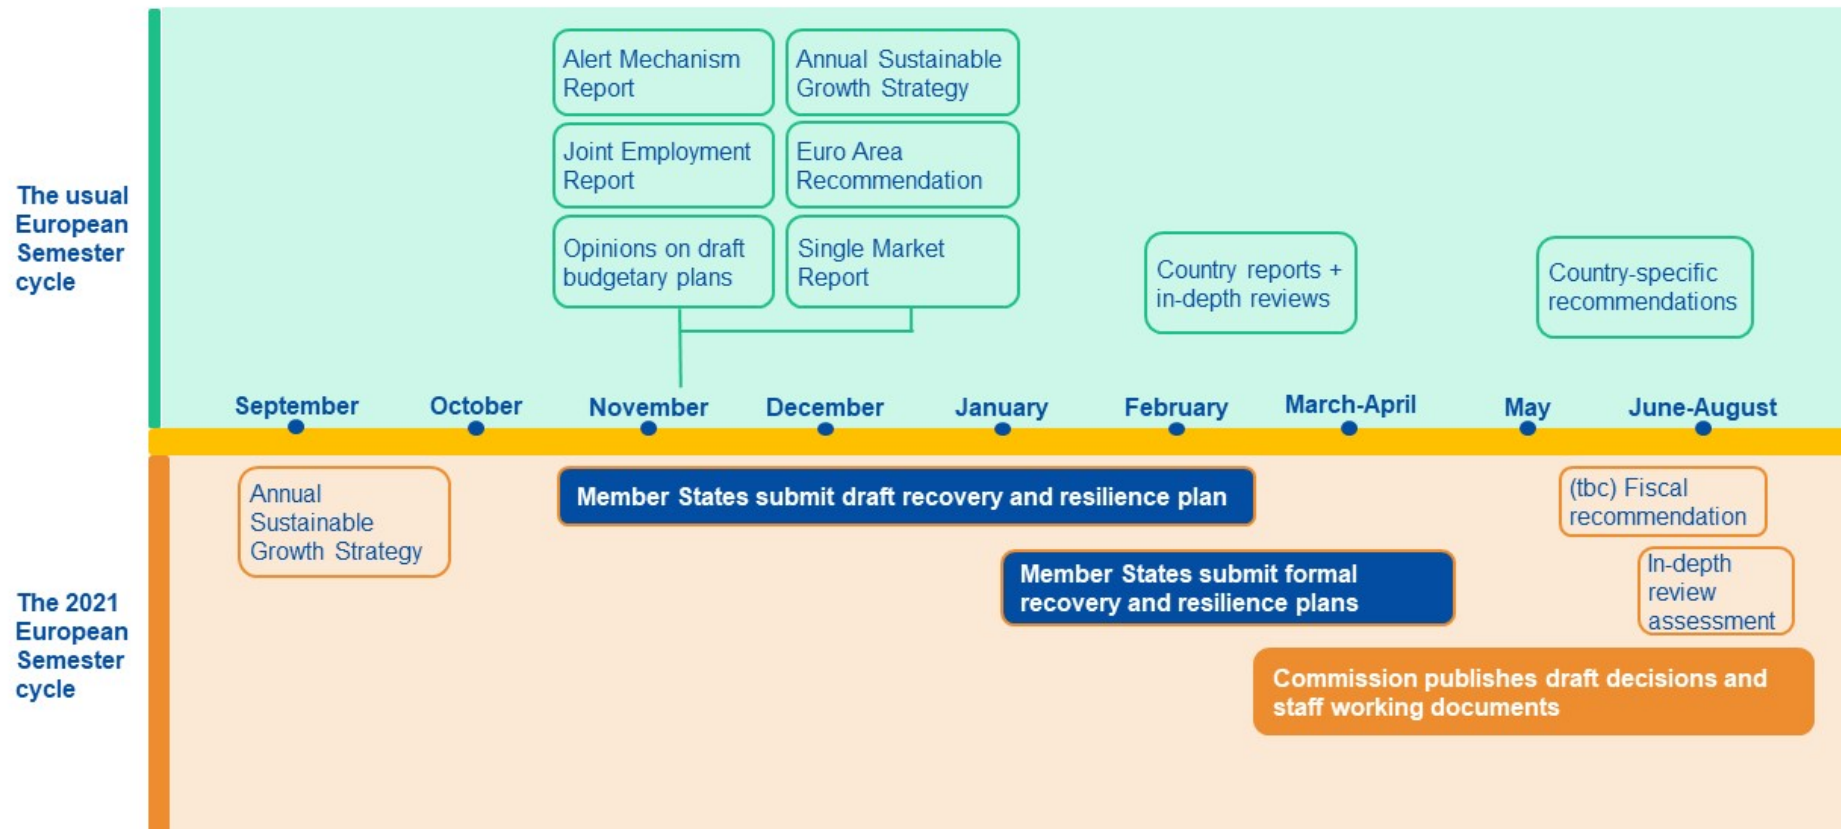 The usual
European
Semester
cycle
Alert Mechanism
Report
Annual Sustainable
Growth Strategy
Joint Employment
Report
Euro Area
Recommendation
Opinions on draft
budgetary plans
Single Market
Report
Country reports +
in-depth reviews
Country-specific
recommendations
September
October
November
December
January
February
March-April
May
June-August
The 2021
European
Semester
cycle
Annual
Sustainable
Growth Strategy
Member States submit draft recovery and resilience plan
Member States submit formal
recovery and resilience plans
(tbc) Fiscal
recommendation
In-depth
review
assessment
Commission publishes draft decisions and
staff working documents